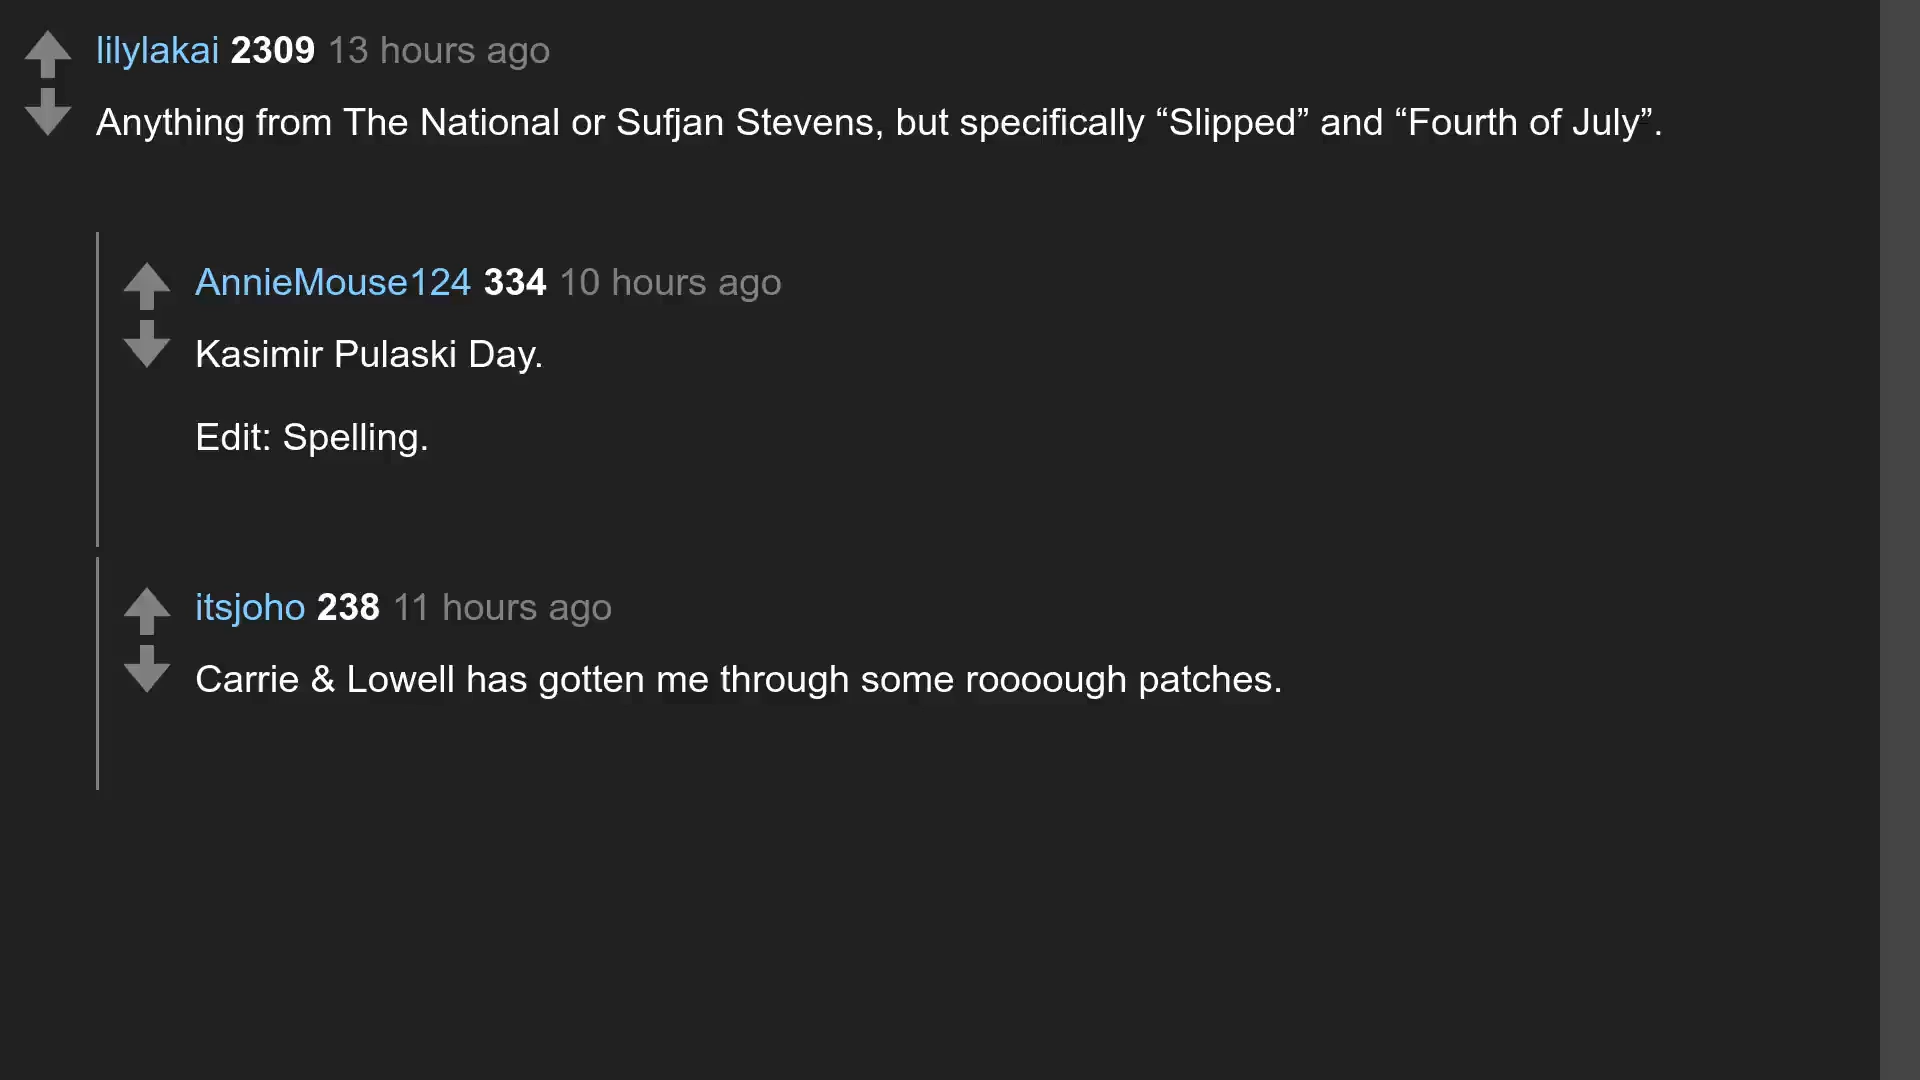 lilylakai 2309 13 hours ago
Anything from The National or Sufjan Stevens, but specifically “Slipped” and “Fourth of July”.
AnnieMouse124 334 10 hours ago
Kasimir Pulaski Day.
Edit: Spelling.
itsjoho 238 11 hours ago
Carrie & Lowell has gotten me through some roooough patches.